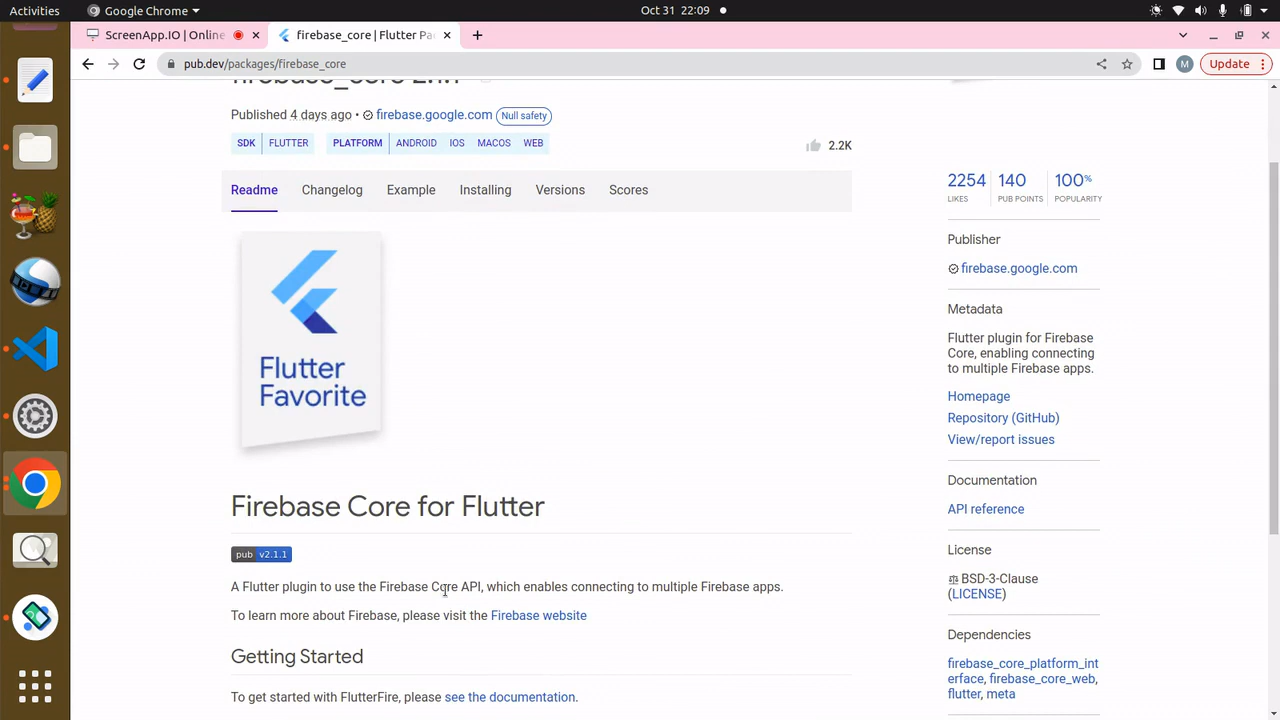 Activities
Google Chrome
Oct 31 22:09
ScreenApp.IO | Online
firebase_core | Flutter Pa
pub.dev/packages/firebase_core
M
Update
firebase_core 2.1.1
Published 4 days ago • firebase.google.com Null safety
SDK FLUTTER PLATFORM ANDROID IOS MACOS WEB
2.2K
Readme Changelog Example Installing Versions Scores
Flutter
Favorite
Firebase Core for Flutter
pub v2.1.1
A Flutter plugin to use the Firebase Core API, which enables connecting to multiple Firebase apps.
To learn more about Firebase, please visit the Firebase website
Getting Started
To get started with FlutterFire, please see the documentation.
2254 140 100%
LIKES PUB POINTS POPULARITY
Publisher
firebase.google.com
Metadata
Flutter plugin for Firebase
Core, enabling connecting
to multiple Firebase apps.
Homepage
Repository (GitHub)
View/report issues
Documentation
API reference
License
BSD-3-Clause
(LICENSE)
Dependencies
firebase_core_platform_int
erface, firebase_core_web,
flutter, meta